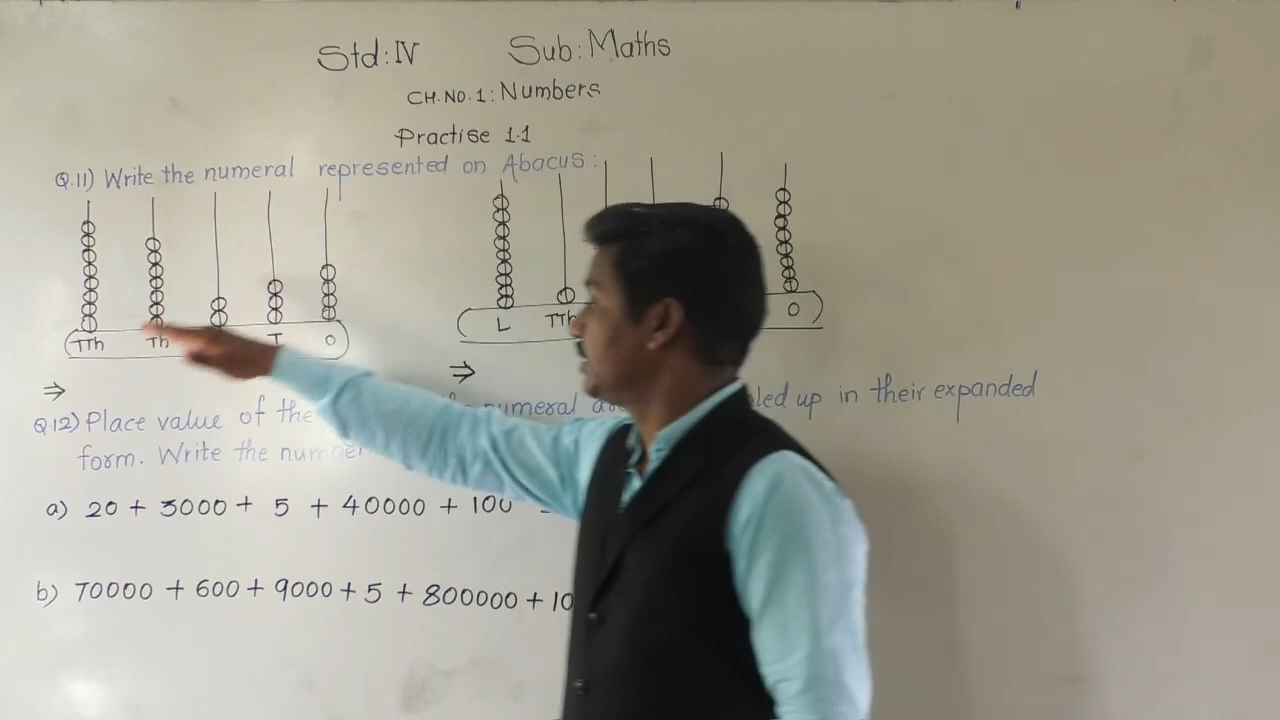 Std: IV Sub: Maths
CH. NO. 1: Numbers
Practise 1.1
Q.11) Write the numeral represented on Abacus:
TTh Th T O
L TTh O
⇒ ⇒
Q.12) Place value of the numeral up in their expanded
form. Write the number
a) 20 + 3000 + 5 + 40000 + 100
b) 70000 + 600 + 9000 + 5 + 800000 + 10